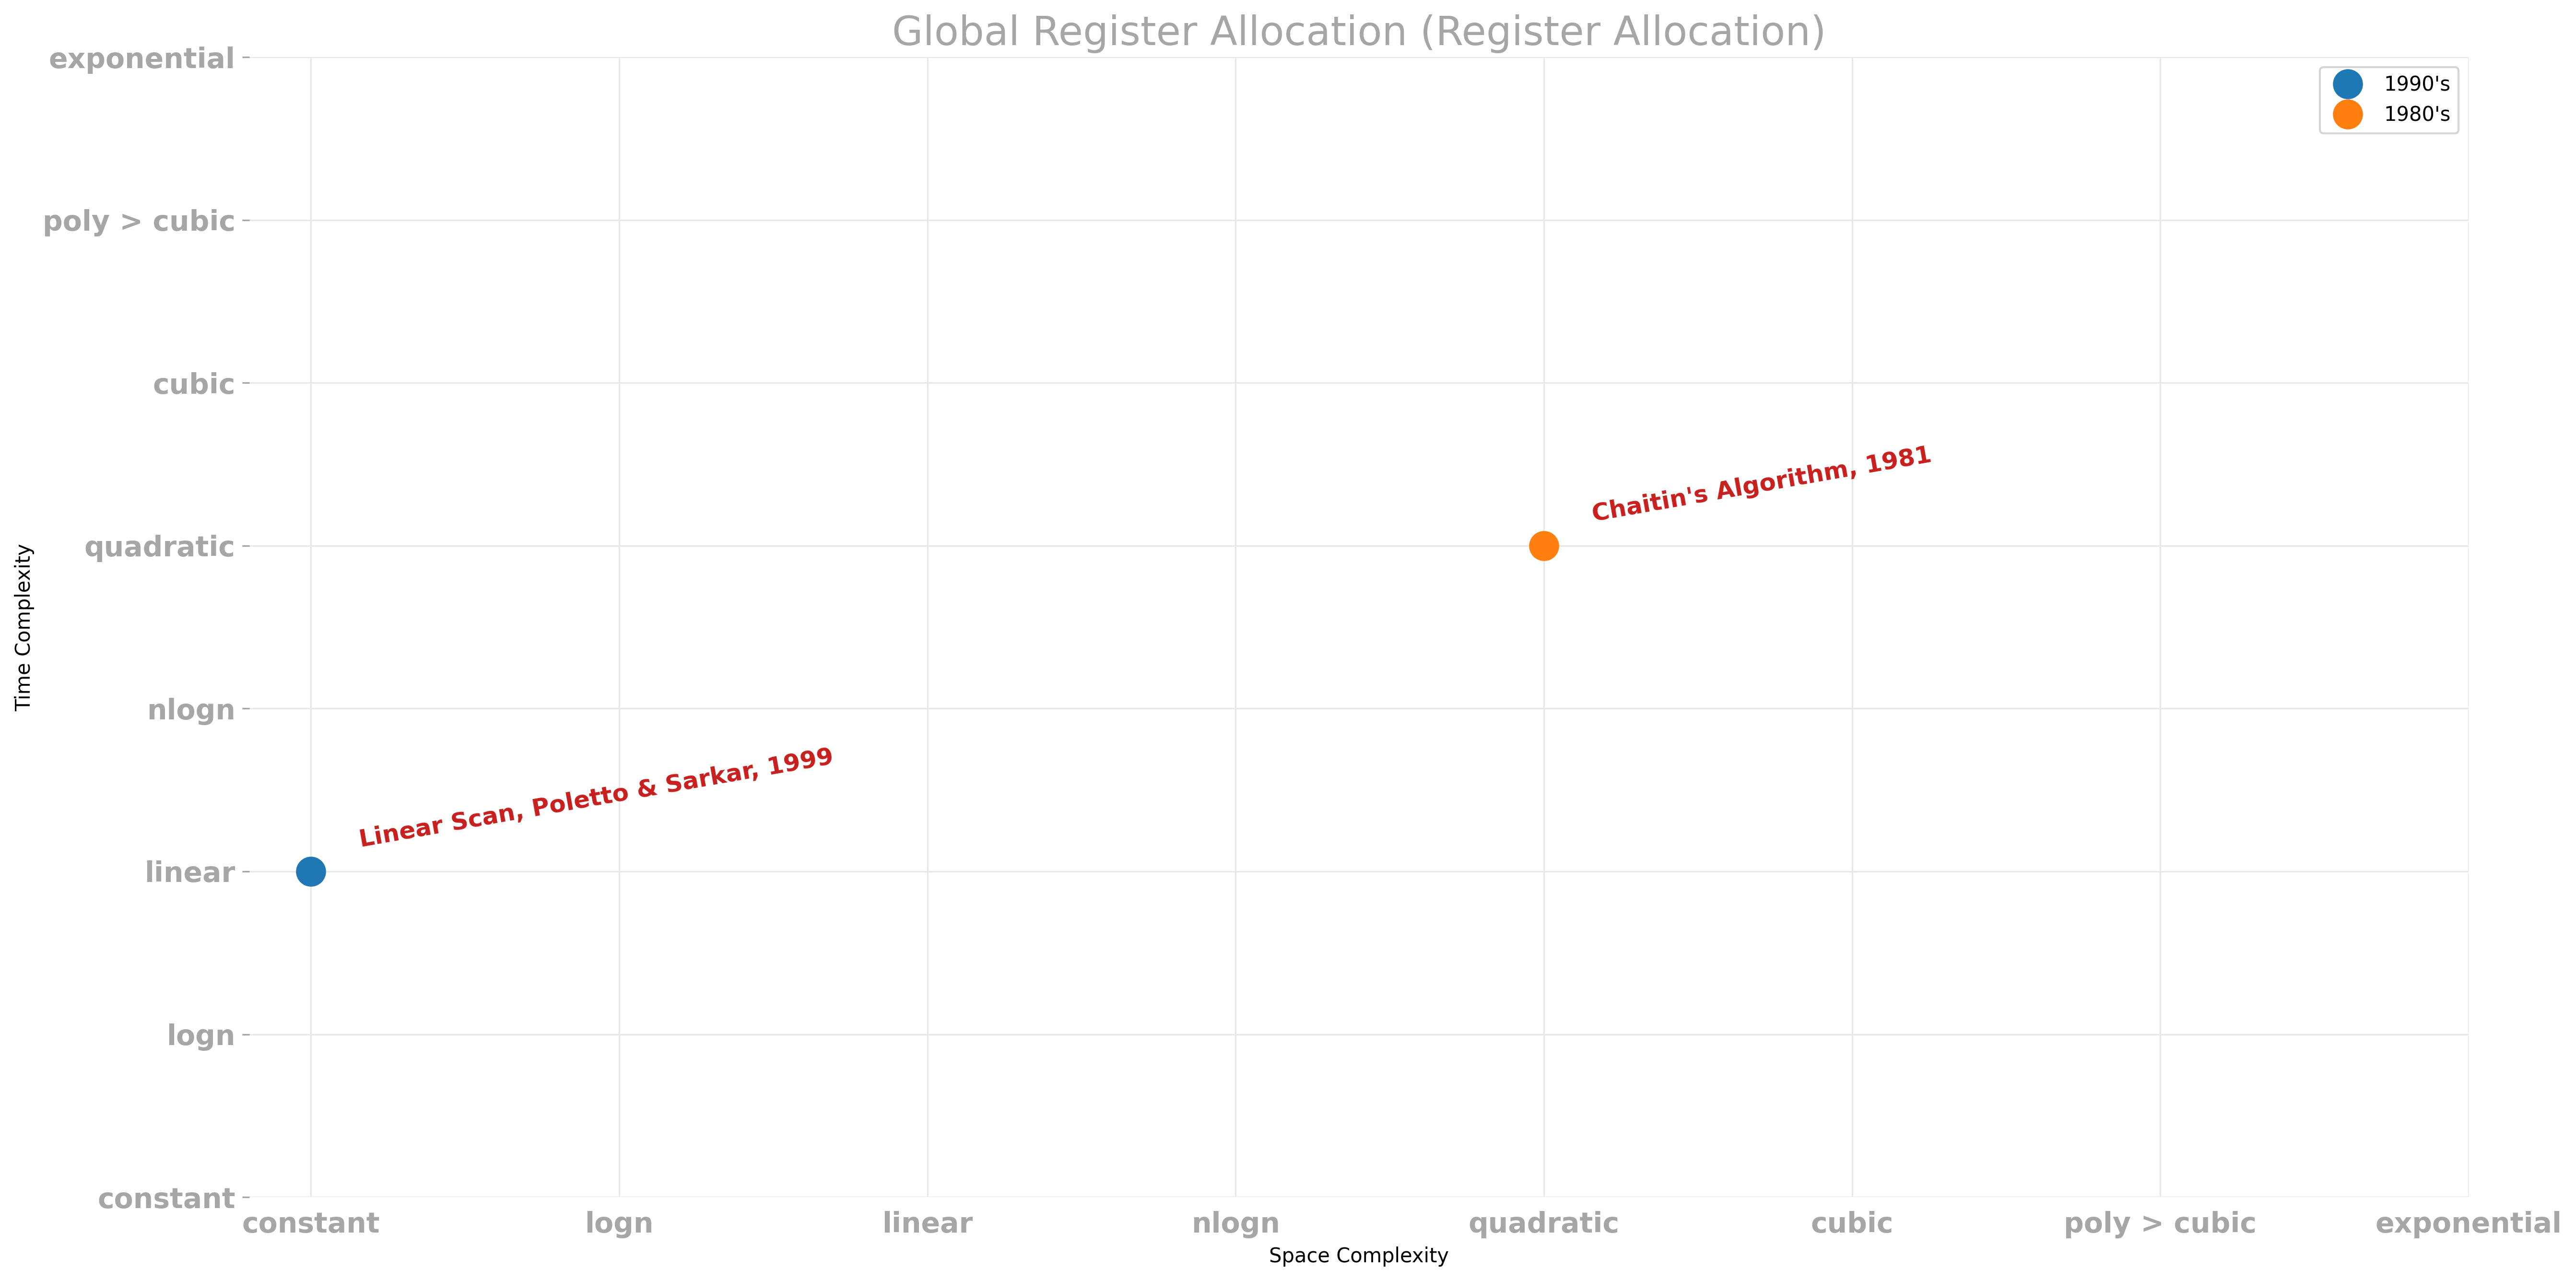 Global Register Allocation (Register Allocation)
exponential
poly > cubic
cubic
quadratic
nlogn
linear
logn
constant
Time Complexity
1990's
1980's
Chaitin's Algorithm, 1981
Linear Scan, Poletto & Sarkar, 1999
constant
logn
linear
nlogn
quadratic
cubic
poly > cubic
exponential
Space Complexity